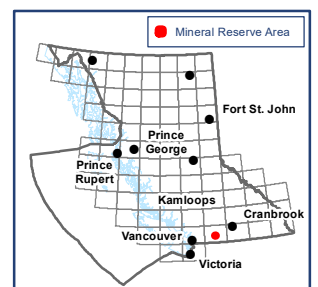 Mineral Reserve Area
Fort St. John
Prince
George
Prince
Rupert
Kamloops
Cranbrook
Vancouver
Victoria